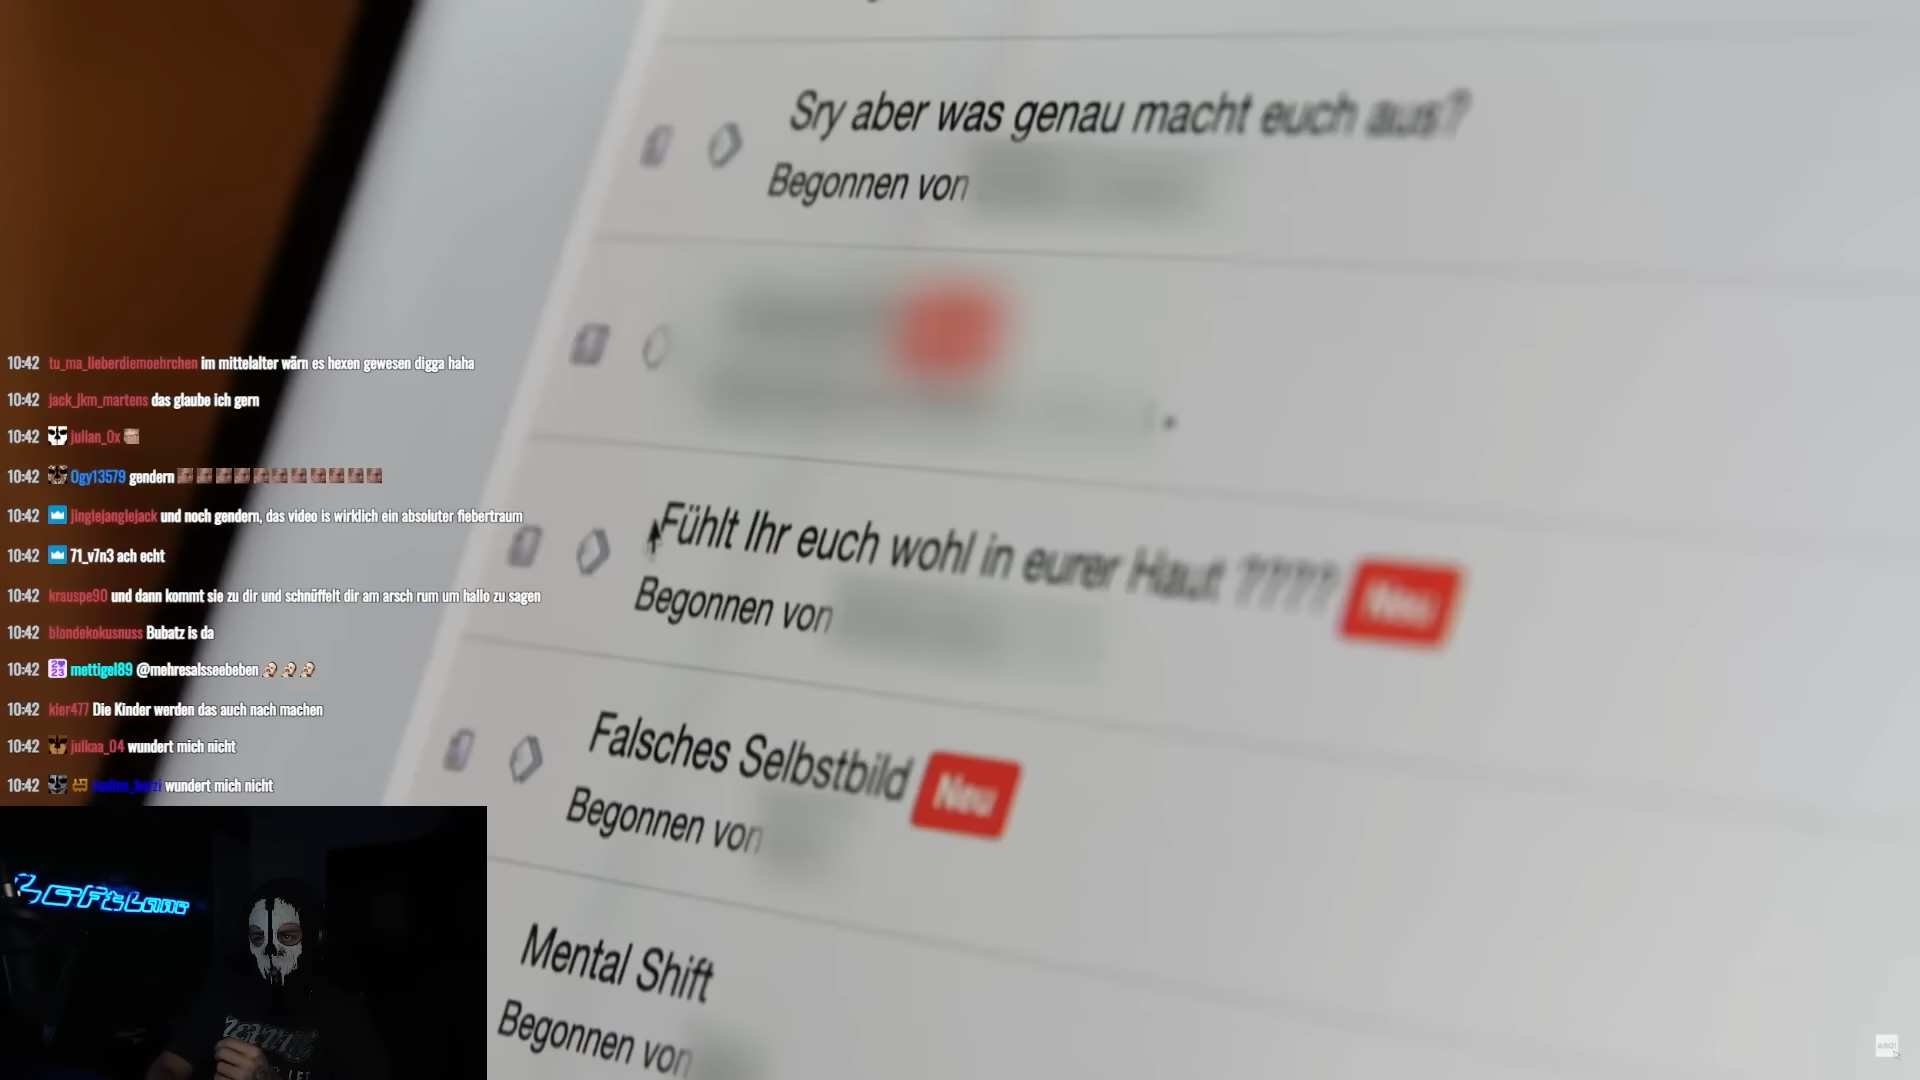 Sry aber was genau macht euch aus?
Begonnen von
Fühlt Ihr euch wohl in eurer Haut ????
Neu
Begonnen von
Falsches Selbstbild
Neu
Begonnen von
Mental Shift
Begonnen von
10:42 tu_ma_lieberdiemoehrchen im mittelalter wärn es hexen gewesen digga haha
10:42 jack_jkm_martens das glaube ich gern
10:42 julian_0x
10:42 Ogy13579 gendern
10:42 jinglejanglejack und noch gendern, das video is wirklich ein absoluter fiebertraum
10:42 71_v7n3 ach echt
10:42 krauspe90 und dann kommt sie zu dir und schnüffelt dir am arsch rum um hallo zu sagen
10:42 blondekokusnuss Bubatz is da
10:42 mettigel89 @mehresalsseebeben
10:42 kler477 Die Kinder werden das auch nach machen
10:42 julkaa_04 wundert mich nicht
10:42 wundert mich nicht